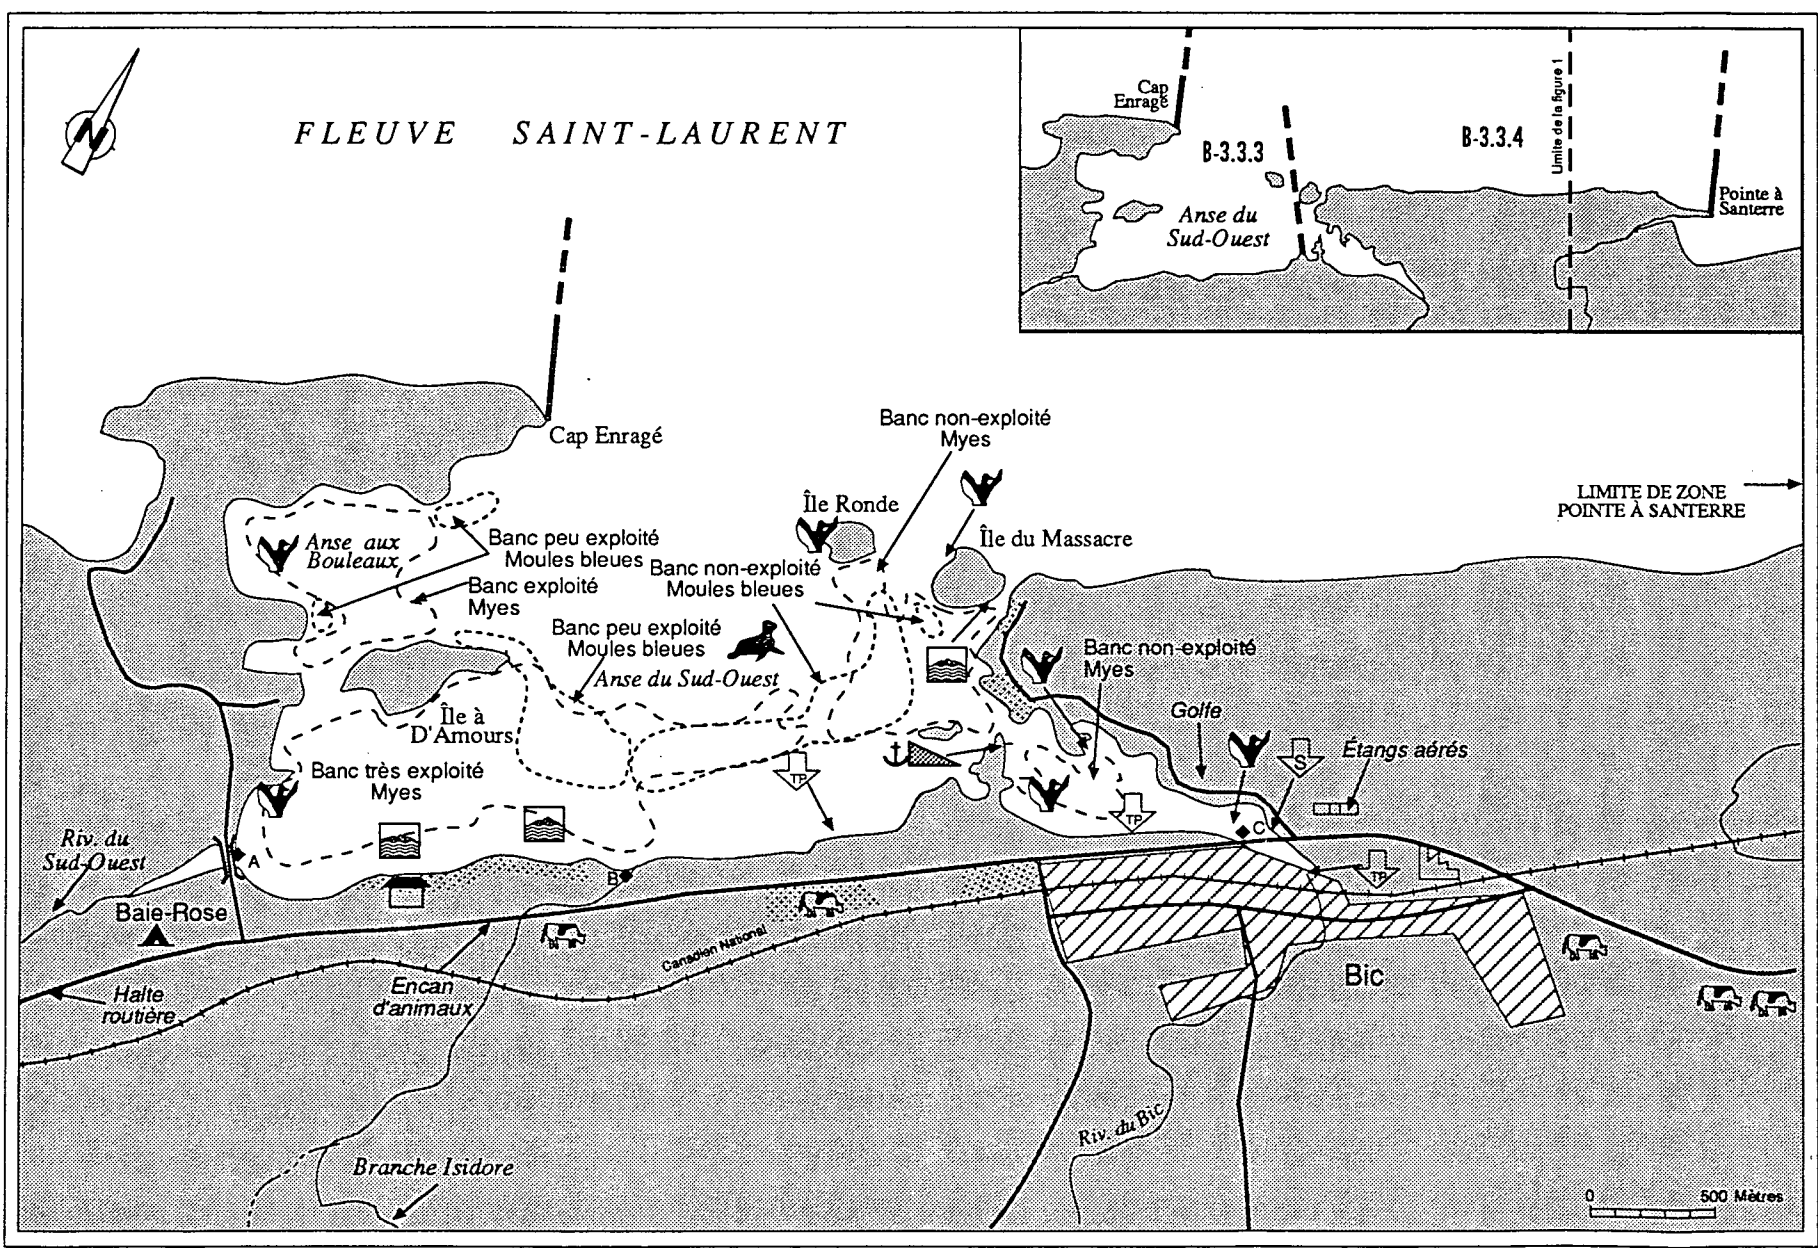 FLEUVE SAINT-LAURENT
N
Cap
Enragé
B-3.3.3
B-3.3.4
Limite de la figure 1
Anse du
Sud-Ouest
Pointe à
Santerre
Cap Enragé
Banc non-exploité
Myes
LIMITE DE ZONE
POINTE À SANTERRE
Île Ronde
Île du Massacre
Anse aux
Bouleaux
Banc peu exploité
Moules bleues
Banc exploité
Myes
Banc non-exploité
Moules bleues
Banc peu exploité
Moules bleues
Anse du Sud-Ouest
Banc non-exploité
Myes
Île à
D'Amours
Golfe
Étangs aérés
Banc très exploité
Myes
TP
S
TP
Riv. du
Sud-Ouest
A
B
C
TP
Baie-Rose
Canadien National
Halte
routière
Encan
d'animaux
Bic
Riv. du Bic
Branche Isidore
0 500 Mètres